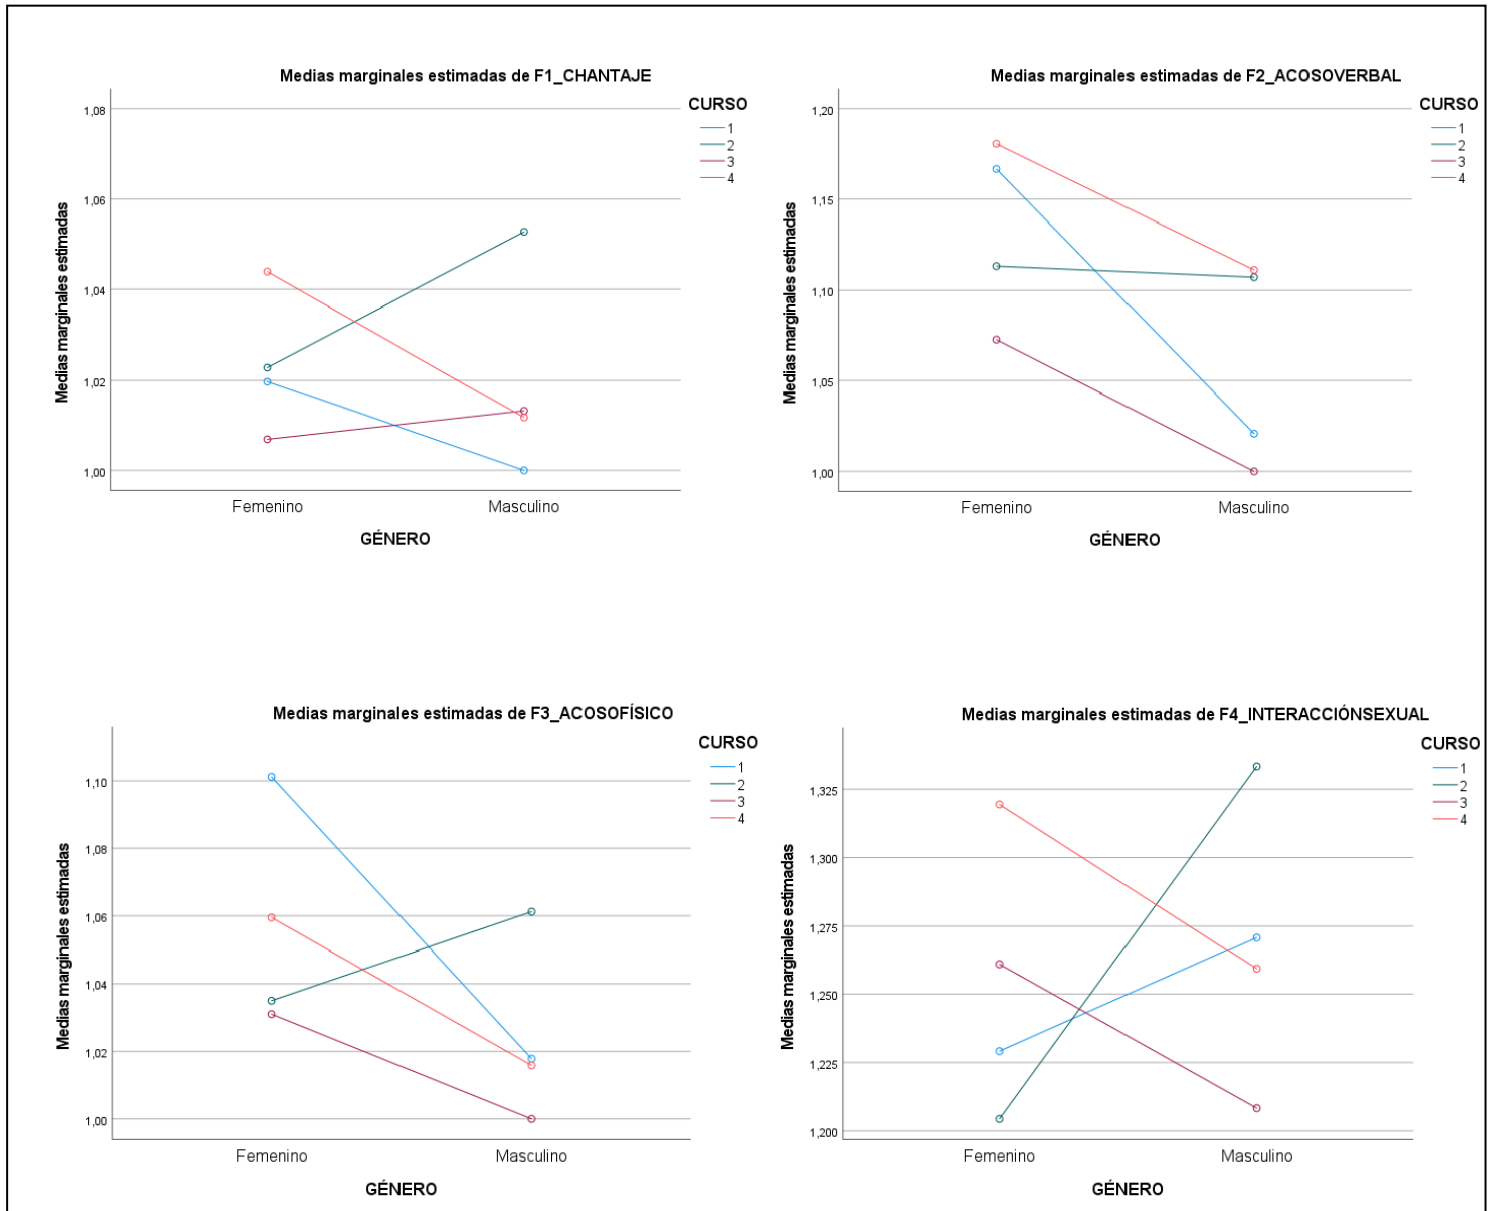 Medias marginales estimadas de F1_CHANTAJE
CURSO
1
2
3
4
1,08
1,06
1,04
1,02
1,00
Medias marginales estimadas
Femenino
Masculino
GÉNERO
Medias marginales estimadas de F2_ACOSOVERBAL
CURSO
1
2
3
4
1,20
1,15
1,10
1,05
1,00
Medias marginales estimadas
Femenino
Masculino
GÉNERO
Medias marginales estimadas de F3_ACOSOFÍSICO
CURSO
1
2
3
4
1,10
1,08
1,06
1,04
1,02
1,00
Medias marginales estimadas
Femenino
Masculino
GÉNERO
Medias marginales estimadas de F4_INTERACCIÓNSEXUAL
CURSO
1
2
3
4
1,325
1,300
1,275
1,250
1,225
1,200
Medias marginales estimadas
Femenino
Masculino
GÉNERO